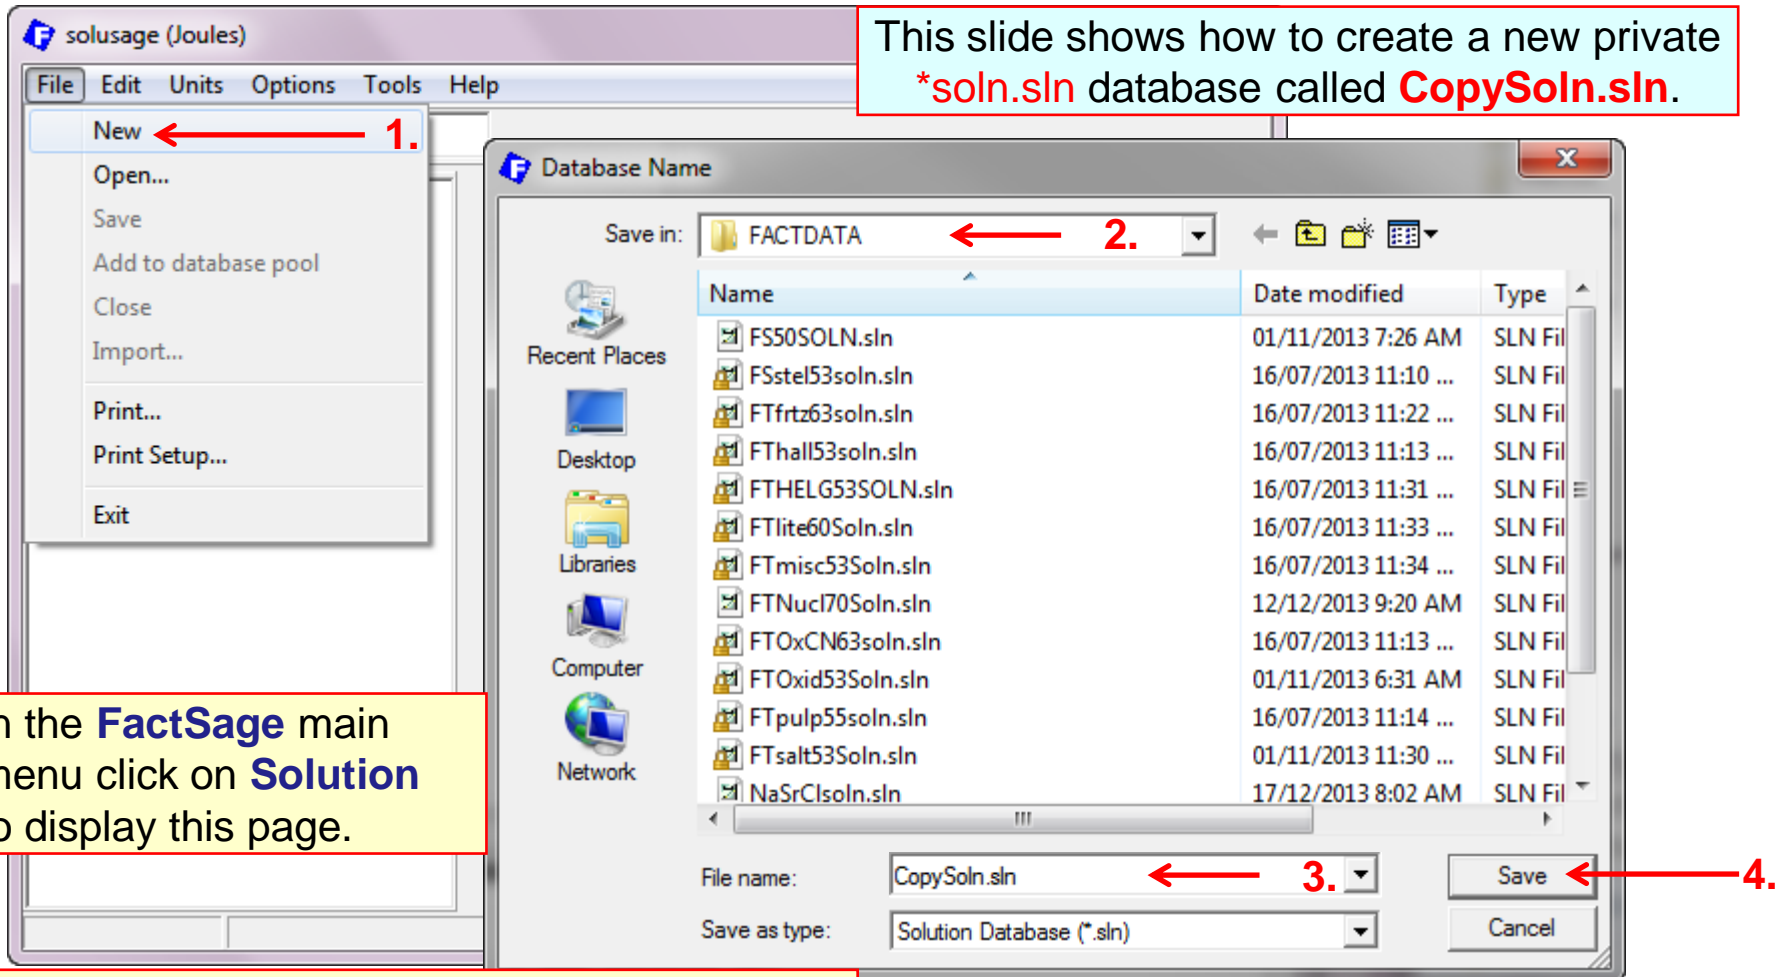 solusage (Joules)
This slide shows how to create a new private
*soln.sln database called CopySoln.sln.
File Edit Units Options Tools Help
New
1.
Open...
Save
Add to database pool
Close
Import...
Print...
Print Setup...
Exit
Database Name
x
Save in:
FACTDATA
2.
Recent Places
Desktop
Libraries
Computer
Network
Name Date modified Type
FS50SOLN.sln 01/11/2013 7:26 AM SLN Fil
FSstel53soln.sln 16/07/2013 11:10 ... SLN Fil
FTfrtz63soln.sln 16/07/2013 11:22 ... SLN Fil
FThall53soln.sln 16/07/2013 11:13 ... SLN Fil
FTHELG53SOLN.sln 16/07/2013 11:31 ... SLN Fil
FTlite60Soln.sln 16/07/2013 11:33 ... SLN Fil
FTmisc53Soln.sln 16/07/2013 11:34 ... SLN Fil
FTNucl70Soln.sln 12/12/2013 9:20 AM SLN Fil
FTOxCN63soln.sln 16/07/2013 11:13 ... SLN Fil
FTOxid53Soln.sln 01/11/2013 6:31 AM SLN Fil
FTpulp55soln.sln 16/07/2013 11:14 ... SLN Fil
FTsalt53Soln.sln 01/11/2013 11:30 ... SLN Fil
NaSrClsoln.sln 17/12/2013 8:02 AM SLN Fil
n the FactSage main
menu click on Solution
o display this page.
File name:
CopySoln.sln
3.
Save
4.
Save as type:
Solution Database (*.sln)
Cancel